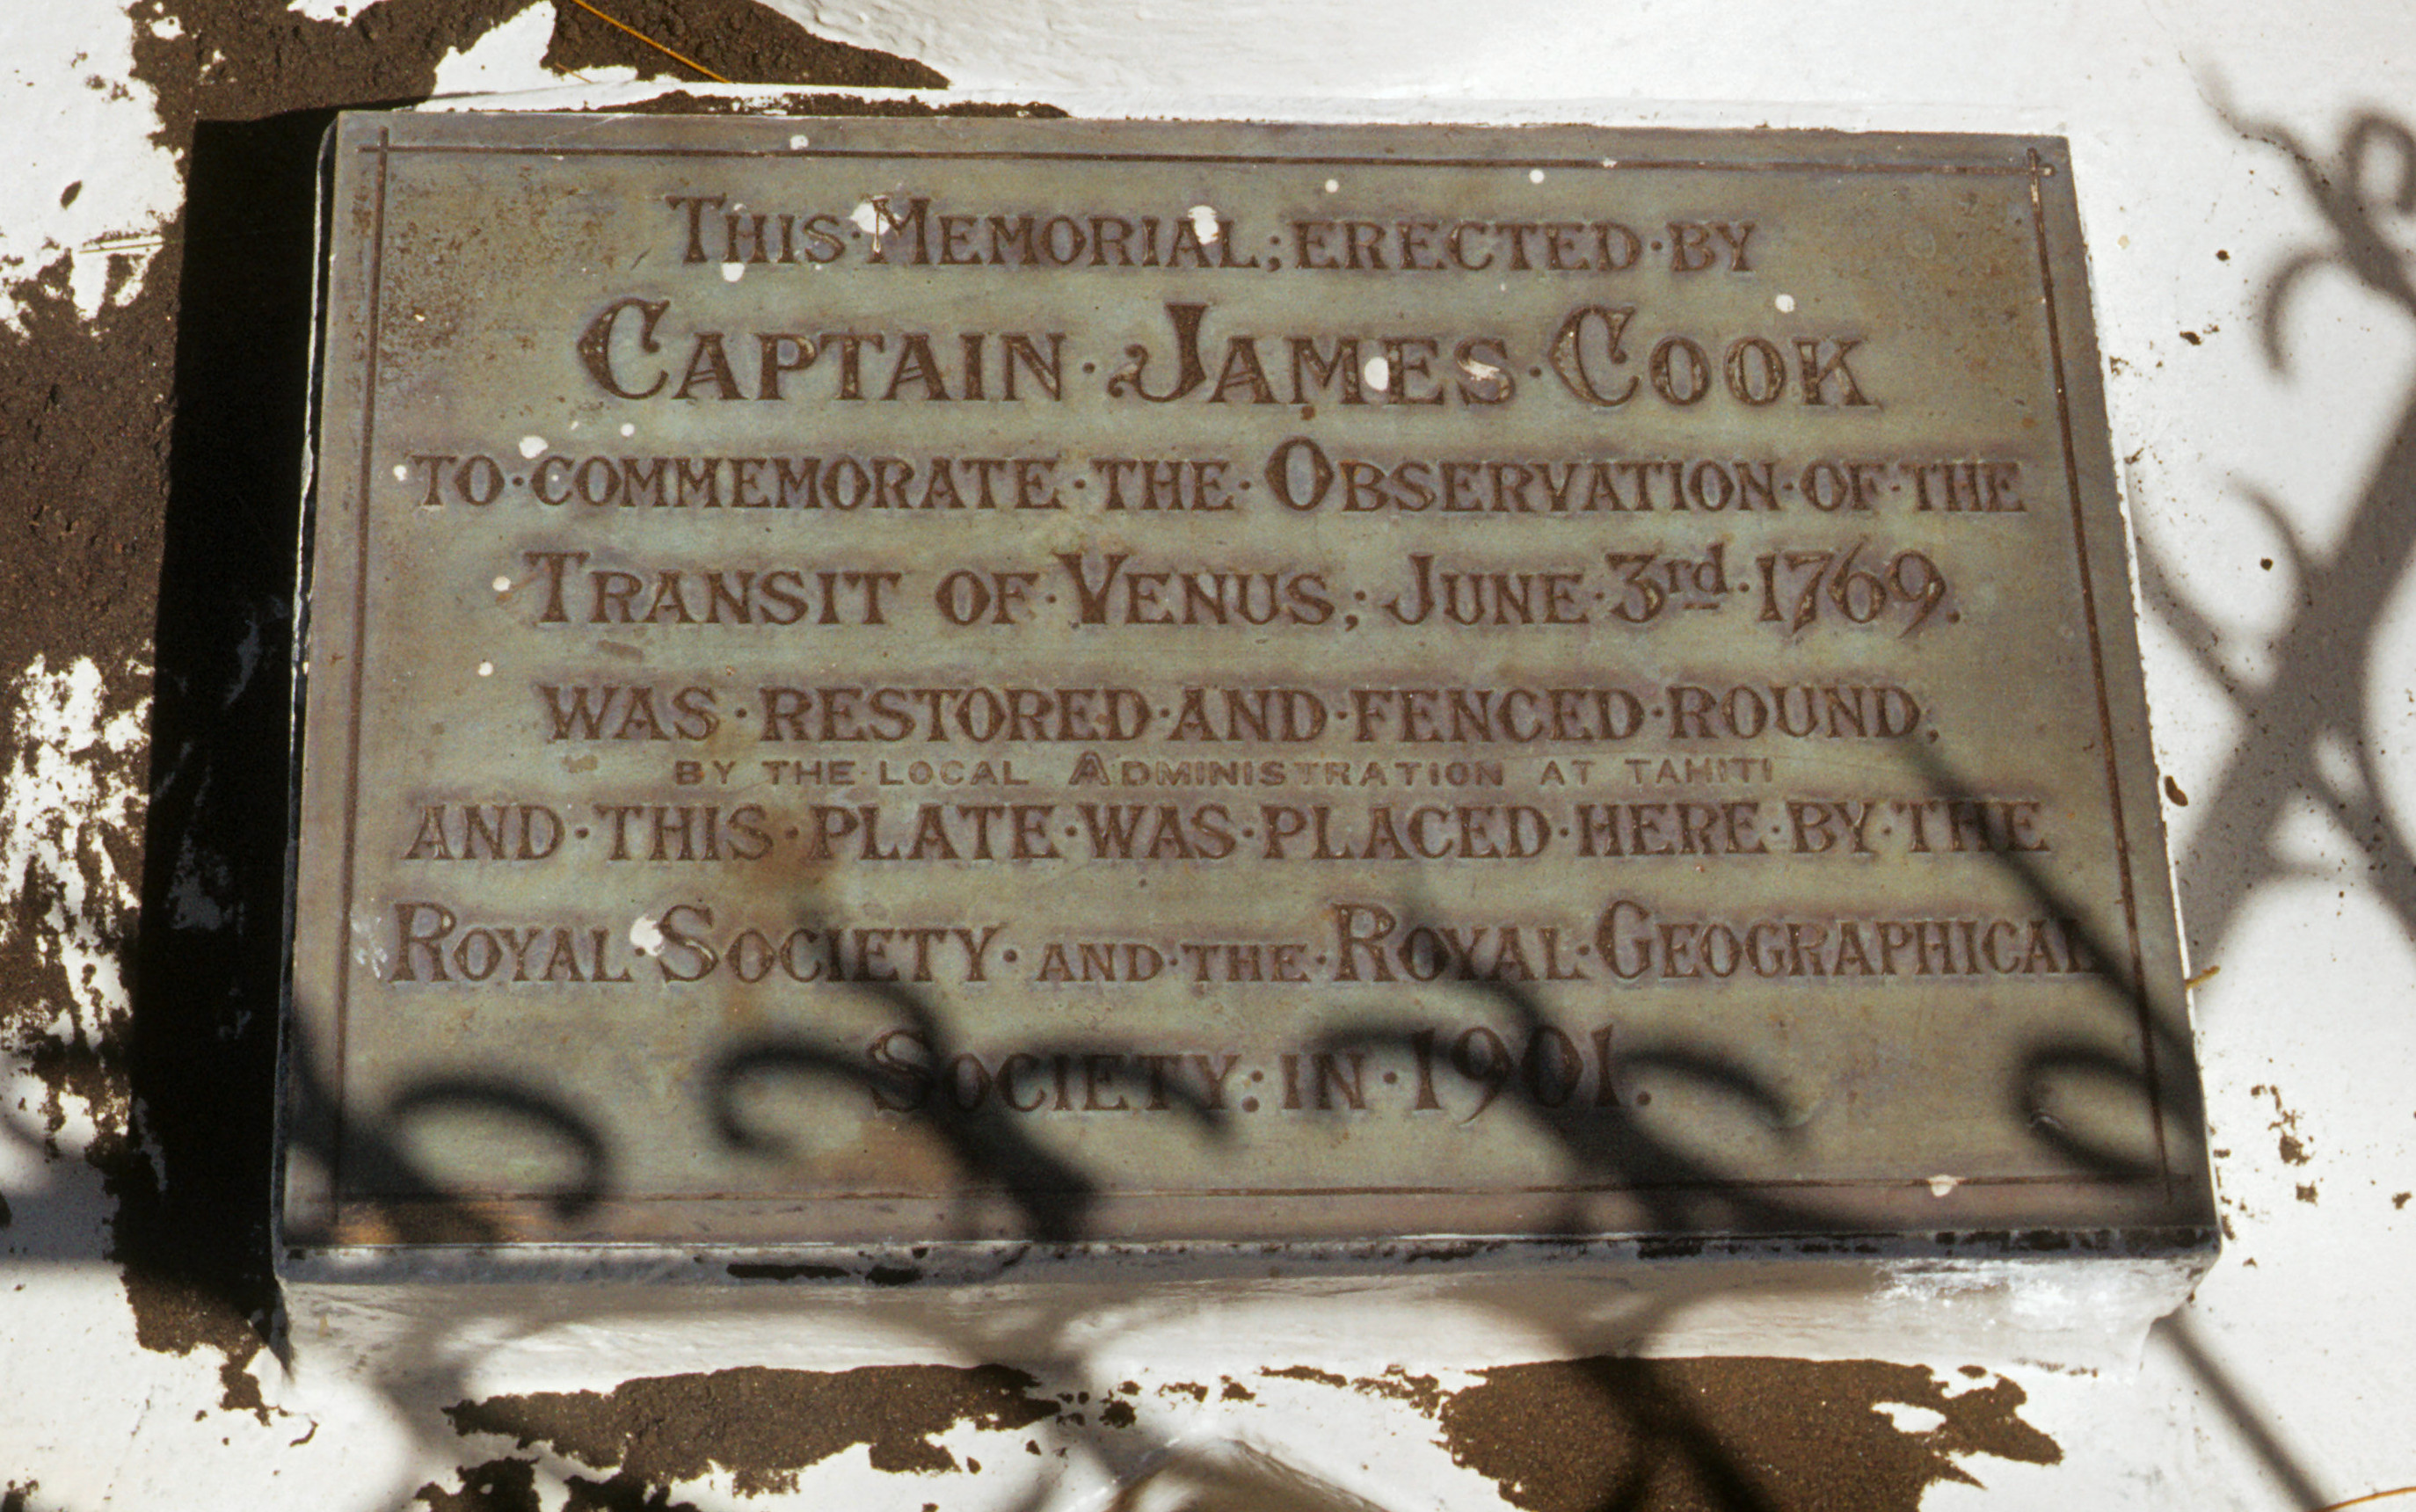 THIS·MEMORIAL; ERECTED·BY
CAPTAIN·JAMES·COOK
TO·COMMEMORATE·THE·OBSERVATION·OF·THE
TRANSIT OF·VENUS; JUNE·3rd·1769.
WAS·RESTORED·AND·FENCED·ROUND;
BY THE·LOCAL ADMINISTRATION AT TAHITI
AND·THIS·PLATE·WAS·PLACED·HERE·BY·THE
ROYAL·SOCIETY·AND·THE·ROYAL·GEOGRAPHICAL
SOCIETY: IN·1901.